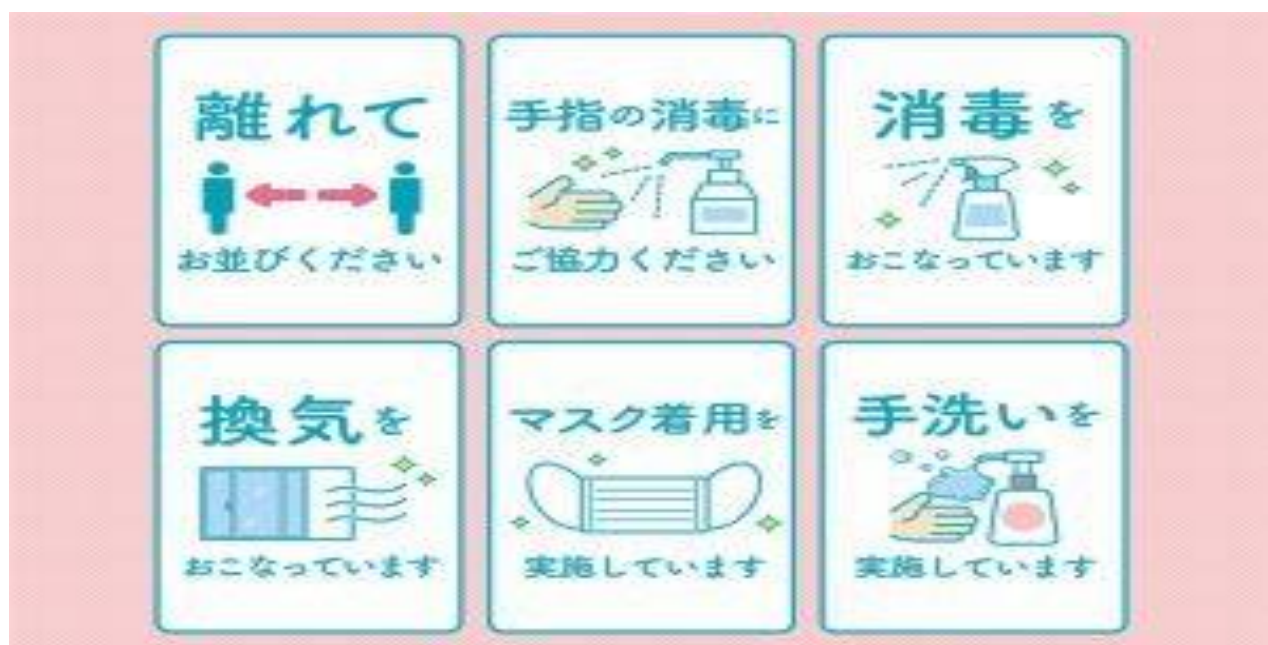 離れて
お並びください
手指の消毒に
ご協力ください
消毒を
おこなっています
換気を
おこなっています
マスク着用を
実施しています
手洗いを
実施しています